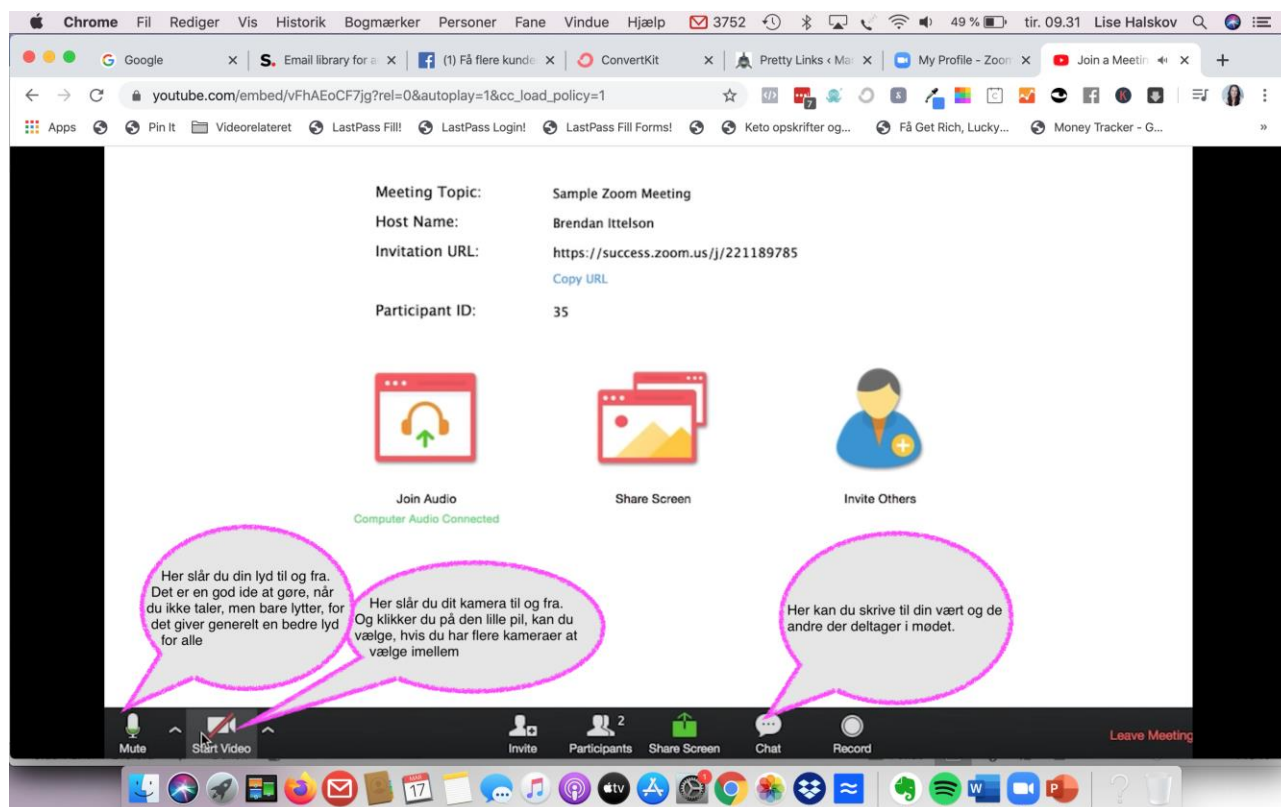 Chrome Fil Rediger Vis Historik Bogmærker Personer Fane Vindue Hjælp 3752 49 % tir. 09.31 Lise Halskov
Google S. Email library for a (1) Få flere kunde ConvertKit Pretty Links ‹ Ma My Profile - Zoom Join a Meetin
youtube.com/embed/vFhAEoCF7jg?rel=0&autoplay=1&cc_load_policy=1
Apps Pin It Videorelateret LastPass Fill! LastPass Login! LastPass Fill Forms! Keto opskrifter og... Få Get Rich, Lucky... Money Tracker - G... »
Meeting Topic: Sample Zoom Meeting
Host Name: Brendan Ittelson
Invitation URL: https://success.zoom.us/j/221189785
Copy URL
Participant ID: 35
Join Audio Share Screen Invite Others
Computer Audio Connected
Her slår du din lyd til og fra.
Det er en god ide at gøre, når
du ikke taler, men bare lytter, for
det giver generelt en bedre lyd
for alle
Her slår du dit kamera til og fra.
Og klikker du på den lille pil, kan du
vælge, hvis du har flere kameraer at
vælge imellem
Her kan du skrive til din vært og de
andre der deltager i mødet.
Mute Start Video Invite Participants 2 Share Screen Chat Record Leave Meeting
17 tv W P